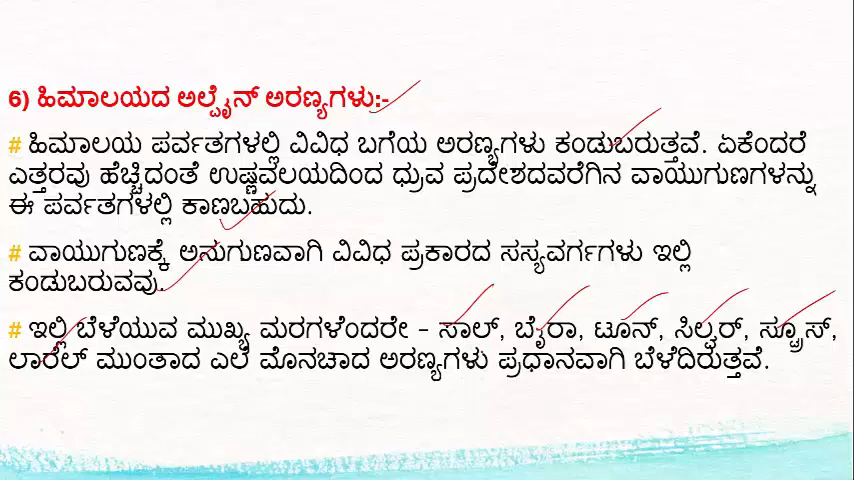 6) ಹಿಮಾಲಯದ ಅಲ್ಪೈನ್ ಅರಣ್ಯಗಳು:-
# ಹಿಮಾಲಯ ಪರ್ವತಗಳಲ್ಲಿ ವಿವಿಧ ಬಗೆಯ ಅರಣ್ಯಗಳು ಕಂಡುಬರುತ್ತವೆ. ಏಕೆಂದರೆ
ಎತ್ತರವು ಹೆಚ್ಚಿದಂತೆ ಉಷ್ಣವಲಯದಿಂದ ಧ್ರುವ ಪ್ರದೇಶದವರೆಗಿನ ವಾಯುಗುಣಗಳನ್ನು
ಈ ಪರ್ವತಗಳಲ್ಲಿ ಕಾಣಬಹುದು.
# ವಾಯುಗುಣಕ್ಕೆ ಅನುಗುಣವಾಗಿ ವಿವಿಧ ಪ್ರಕಾರದ ಸಸ್ಯವರ್ಗಗಳು ಇಲ್ಲಿ
ಕಂಡುಬರುವವು.
# ಇಲ್ಲಿ ಬೆಳೆಯುವ ಮುಖ್ಯ ಮರಗಳೆಂದರೇ – ಸಾಲ್, ಬೈರಾ, ಟೂನ್, ಸಿಲ್ವರ್, ಸ್ಪ್ರೂಸ್,
ಲಾರೆಲ್ ಮುಂತಾದ ಎಲೆ ಮೊನಚಾದ ಅರಣ್ಯಗಳು ಪ್ರಧಾನವಾಗಿ ಬೆಳೆದಿರುತ್ತವೆ.